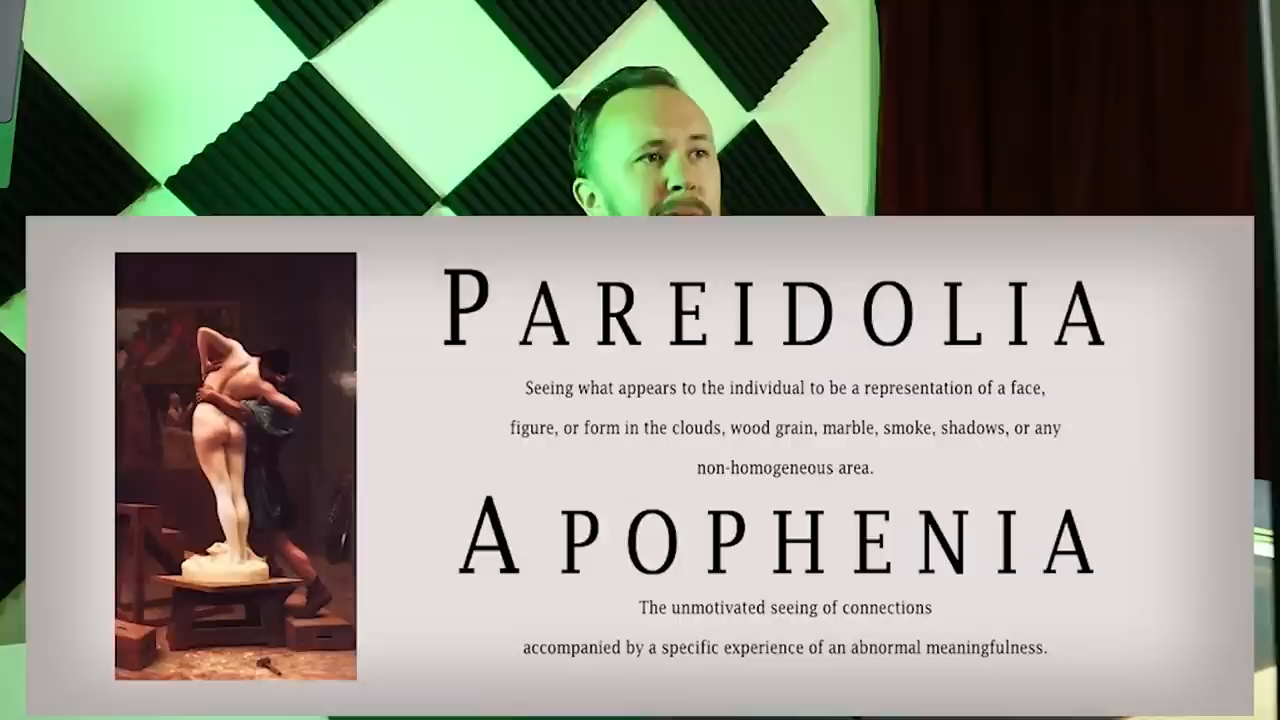 PAREIDOLIA
Seeing what appears to the individual to be a representation of a face,
figure, or form in the clouds, wood grain, marble, smoke, shadows, or any
non-homogeneous area.
APOPHENIA
The unmotivated seeing of connections
accompanied by a specific experience of an abnormal meaningfulness.